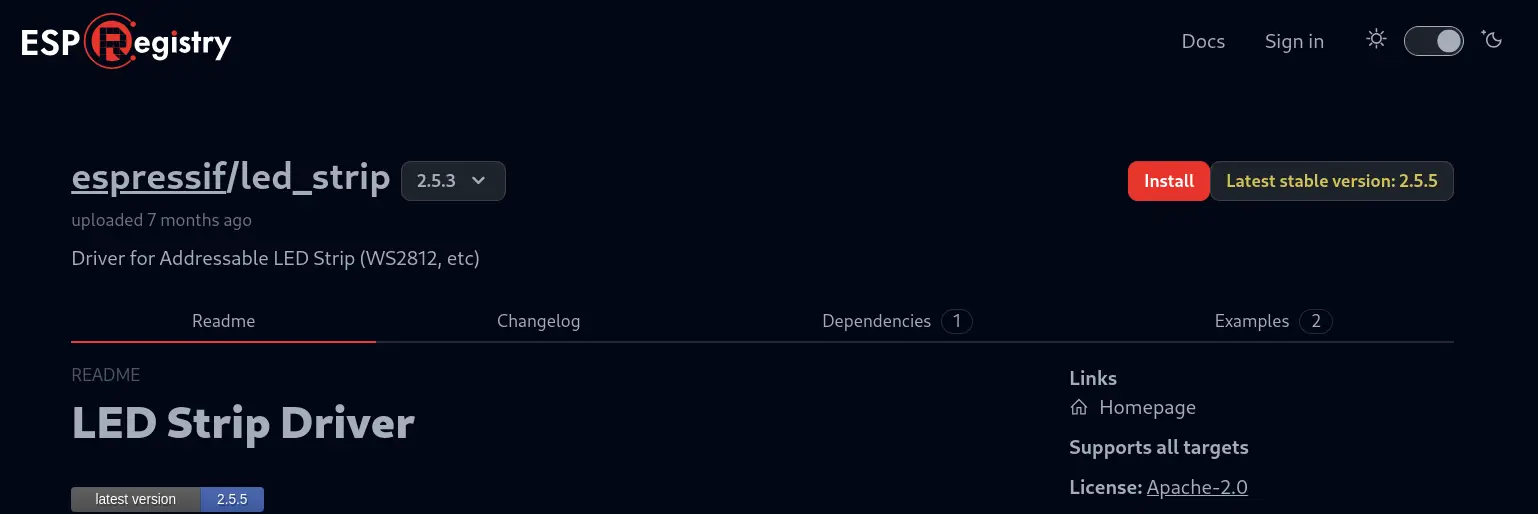 ESP Registry
Docs
Sign in
espressif/led_strip
2.5.3
Install
Latest stable version: 2.5.5
uploaded 7 months ago
Driver for Addressable LED Strip (WS2812, etc)
Readme
Changelog
Dependencies 1
Examples 2
README
LED Strip Driver
latest version 2.5.5
Links
Homepage
Supports all targets
License: Apache-2.0